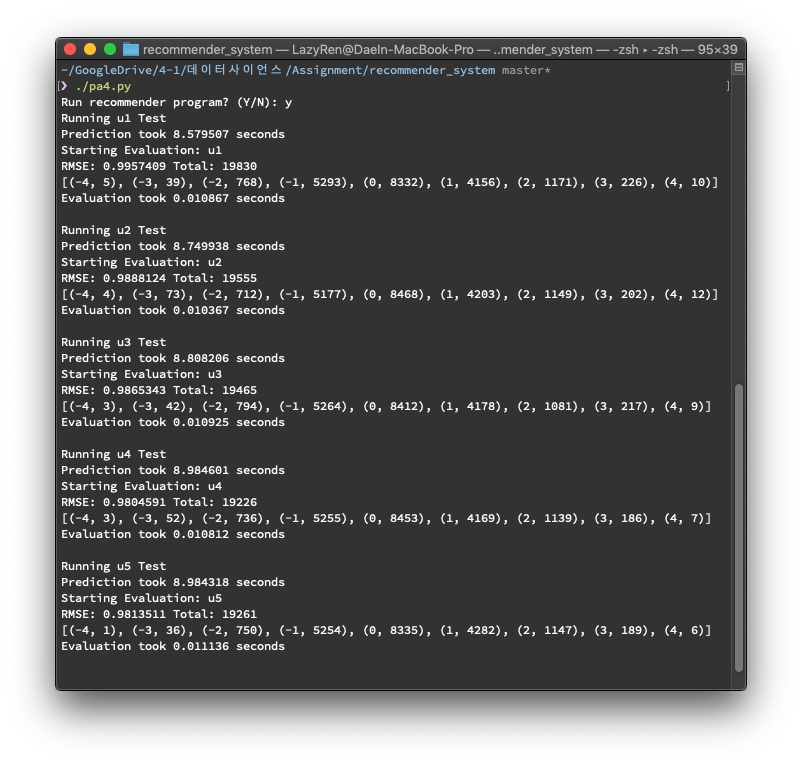 recommender_system — LazyRen@DaeIn-MacBook-Pro — ..mender_system — -zsh ▸ -zsh — 95×39
~/GoogleDrive/4-1/데이터사이언스/Assignment/recommender_system master*
[❯ ./pa4.py ]
Run recommender program? (Y/N): y
Running u1 Test
Prediction took 8.579507 seconds
Starting Evaluation: u1
RMSE: 0.9957409 Total: 19830
[(-4, 5), (-3, 39), (-2, 768), (-1, 5293), (0, 8332), (1, 4156), (2, 1171), (3, 226), (4, 10)]
Evaluation took 0.010867 seconds
Running u2 Test
Prediction took 8.749938 seconds
Starting Evaluation: u2
RMSE: 0.9888124 Total: 19555
[(-4, 4), (-3, 73), (-2, 712), (-1, 5177), (0, 8468), (1, 4203), (2, 1149), (3, 202), (4, 12)]
Evaluation took 0.010367 seconds
Running u3 Test
Prediction took 8.808206 seconds
Starting Evaluation: u3
RMSE: 0.9865343 Total: 19465
[(-4, 3), (-3, 42), (-2, 794), (-1, 5264), (0, 8412), (1, 4178), (2, 1081), (3, 217), (4, 9)]
Evaluation took 0.010925 seconds
Running u4 Test
Prediction took 8.984601 seconds
Starting Evaluation: u4
RMSE: 0.9804591 Total: 19226
[(-4, 3), (-3, 52), (-2, 736), (-1, 5255), (0, 8453), (1, 4169), (2, 1139), (3, 186), (4, 7)]
Evaluation took 0.010812 seconds
Running u5 Test
Prediction took 8.984318 seconds
Starting Evaluation: u5
RMSE: 0.9813511 Total: 19261
[(-4, 1), (-3, 36), (-2, 750), (-1, 5254), (0, 8335), (1, 4282), (2, 1147), (3, 189), (4, 6)]
Evaluation took 0.011136 seconds